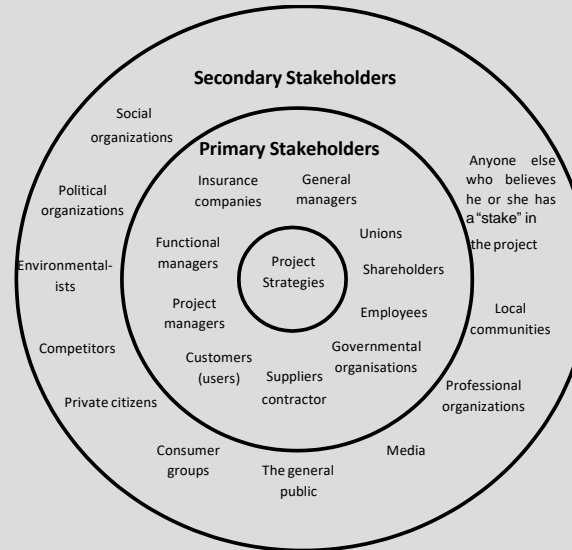 Secondary Stakeholders
Social
organizations
Primary Stakeholders
Anyone else
who believes
he or she has
a “stake” in
the project
Insurance
companies
General
managers
Political
organizations
Unions
Functional
managers
Project
Strategies
Shareholders
Environmental-
ists
Project
managers
Employees
Local
communities
Competitors
Governmental
organisations
Customers
(users)
Suppliers
contractor
Professional
organizations
Private citizens
Consumer
groups
Media
The general
public